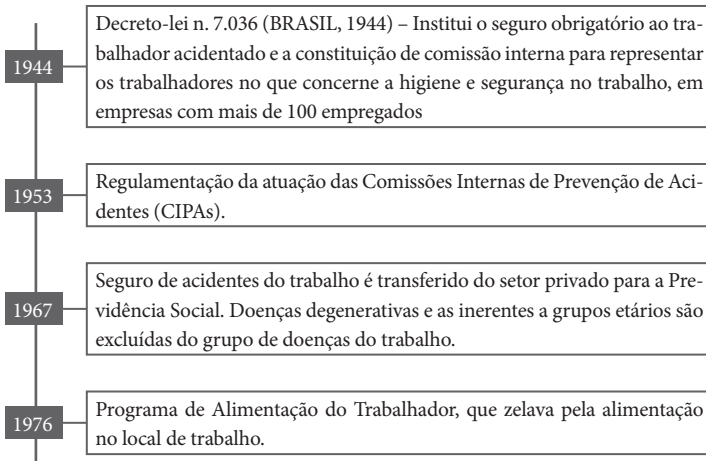 1944
Decreto-lei n. 7.036 (BRASIL, 1944) – Institui o seguro obrigatório ao tra-
balhador acidentado e a constituição de comissão interna para representar
os trabalhadores no que concerne a higiene e segurança no trabalho, em
empresas com mais de 100 empregados
1953
Regulamentação da atuação das Comissões Internas de Prevenção de Aci-
dentes (CIPAs).
1967
Seguro de acidentes do trabalho é transferido do setor privado para a Pre-
vidência Social. Doenças degenerativas e as inerentes a grupos etários são
excluídas do grupo de doenças do trabalho.
1976
Programa de Alimentação do Trabalhador, que zelava pela alimentação
no local de trabalho.